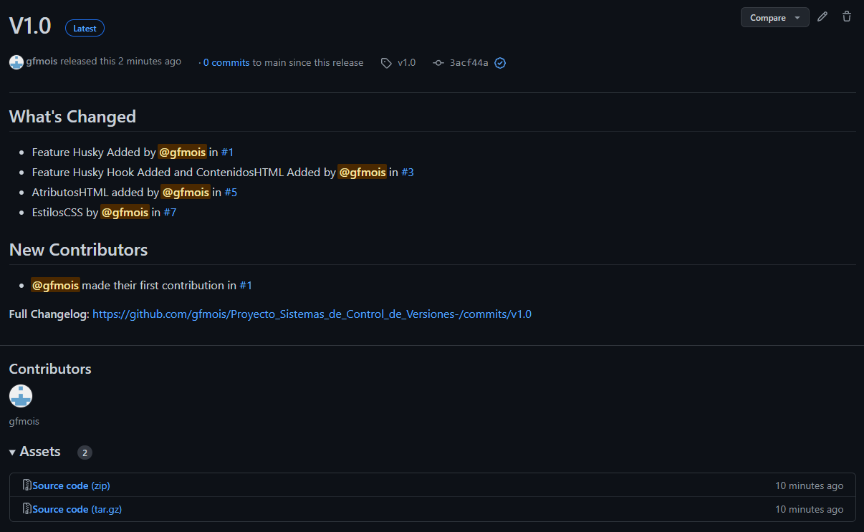 V1.0 Latest Compare
gfmois released this 2 minutes ago · 0 commits to main since this release v1.0 3acf44a
What's Changed
• Feature Husky Added by @gfmois in #1
• Feature Husky Hook Added and ContenidosHTML Added by @gfmois in #3
• AtributosHTML added by @gfmois in #5
• EstilosCSS by @gfmois in #7
New Contributors
• @gfmois made their first contribution in #1
Full Changelog: https://github.com/gfmois/Proyecto_Sistemas_de_Control_de_Versiones-/commits/v1.0
Contributors
gfmois
Assets 2
Source code (zip) 10 minutes ago
Source code (tar.gz) 10 minutes ago